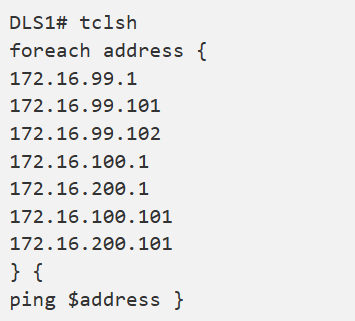 DLS1# tclsh
foreach address {
172.16.99.1
172.16.99.101
172.16.99.102
172.16.100.1
172.16.200.1
172.16.100.101
172.16.200.101
} {
ping $address }